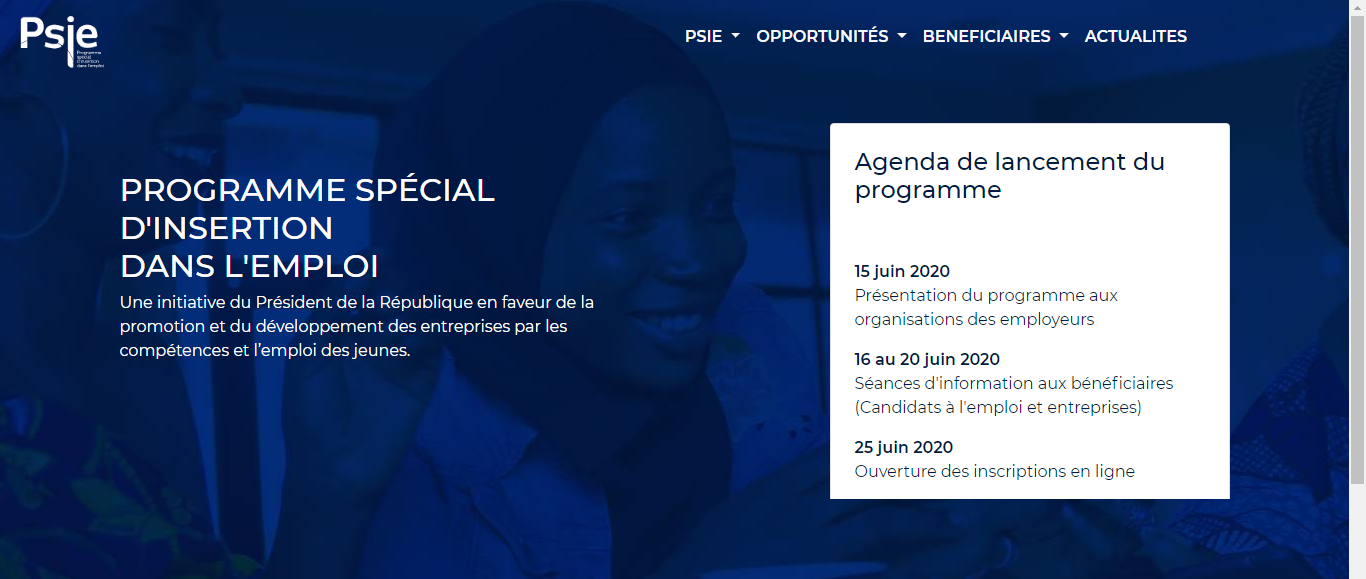 Psie
Programme
spécial
d'insertion
dans l'emploi
PSIE
OPPORTUNITÉS
BENEFICIAIRES
ACTUALITES
PROGRAMME SPÉCIAL
D'INSERTION
DANS L'EMPLOI
Une initiative du Président de la République en faveur de la
promotion et du développement des entreprises par les
compétences et l’emploi des jeunes.
Agenda de lancement du
programme
15 juin 2020
Présentation du programme aux
organisations des employeurs
16 au 20 juin 2020
Séances d'information aux bénéficiaires
(Candidats à l'emploi et entreprises)
25 juin 2020
Ouverture des inscriptions en ligne